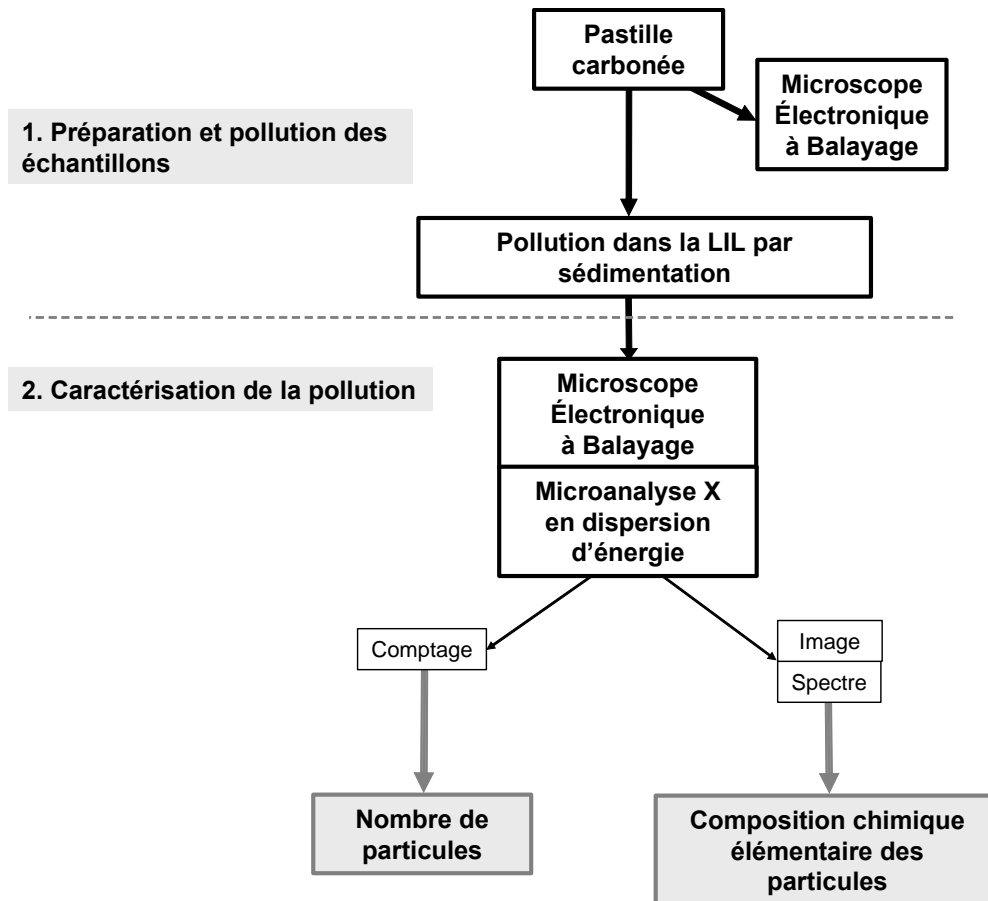 Pastille
carbonée
Microscope
Électronique
à Balayage
1. Préparation et pollution des
échantillons
Pollution dans la LIL par
sédimentation
2. Caractérisation de la pollution
Microscope
Électronique
à Balayage
Microanalyse X
en dispersion
d’énergie
Comptage
Image
Spectre
Nombre de
particules
Composition chimique
élémentaire des
particules